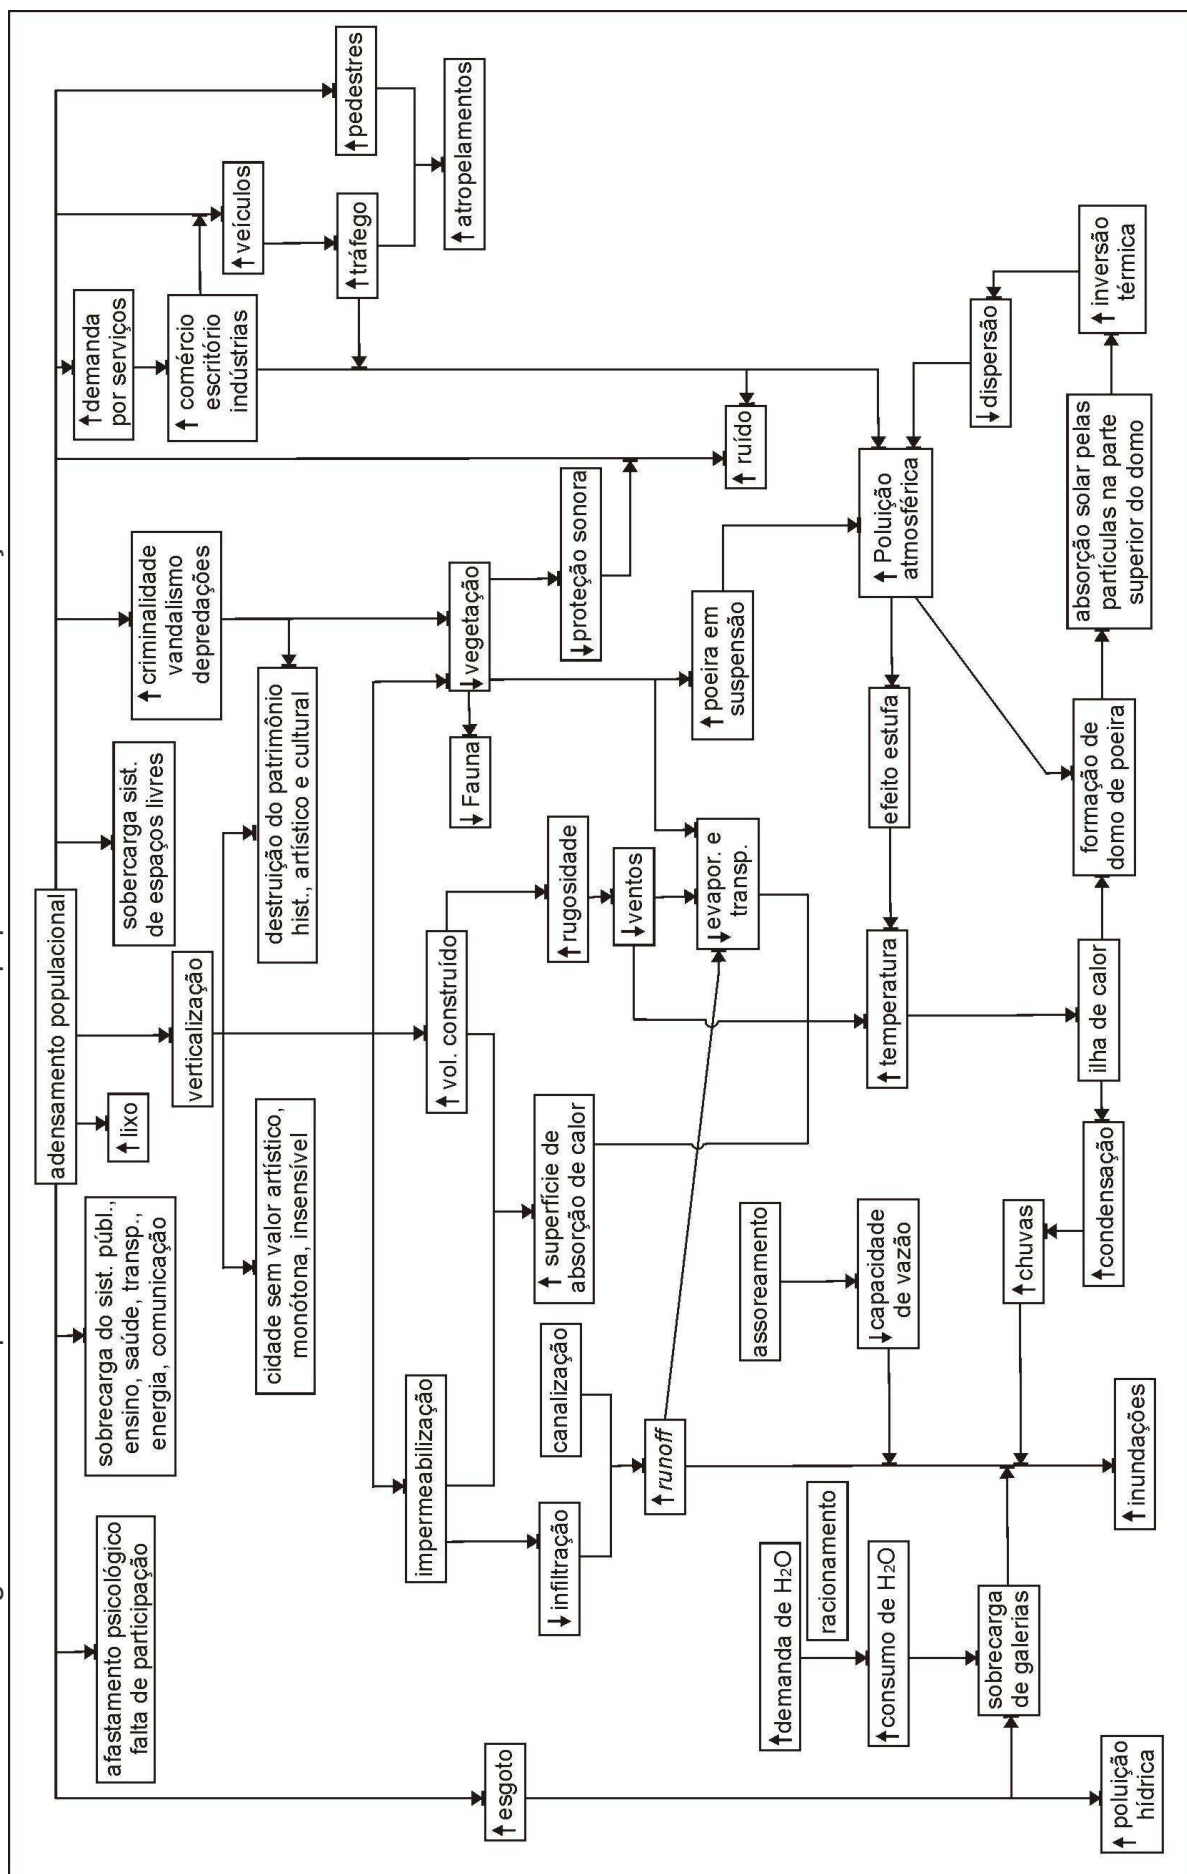 adensamento populacional
afastamento psicológico
falta de participação
sobrecarga do sist. públ.,
ensino, saúde, transp.,
energia, comunicação
↑lixo
verticalização
sobercarga sist.
de espaços livres
↑criminalidade
vandalismo
depredações
↑demanda
por serviços
↑ comércio
escritório
indústrias
↑veículos
↑pedestres
↑tráfego
↑atropelamentos
cidade sem valor artístico,
monótona, insensível
destruição do patrimônio
hist., artístico e cultural
impermeabilização
↑ vol. construído
↓vegetação
↓ Fauna
↓proteção sonora
↑ ruído
↑esgoto
↓ infiltração
canalização
↑ superfície de
absorção de calor
↑rugosidade
↓ventos
↓evapor. e
transp.
↑poeira em
suspensão
↑runoff
assoreamento
↓capacidade
de vazão
↑ Poluição
atmosférica
↓dispersão
↑ inversão
térmica
efeito estufa
↑temperatura
↑demanda de H2O
racionamento
↑consumo de H2O
sobrecarga
de galerias
↑chuvas
↑condensação
ilha de calor
formação de
domo de poeira
absorção solar pelas
partículas na parte
superior do domo
↑ poluição
hídrica
↑inundações